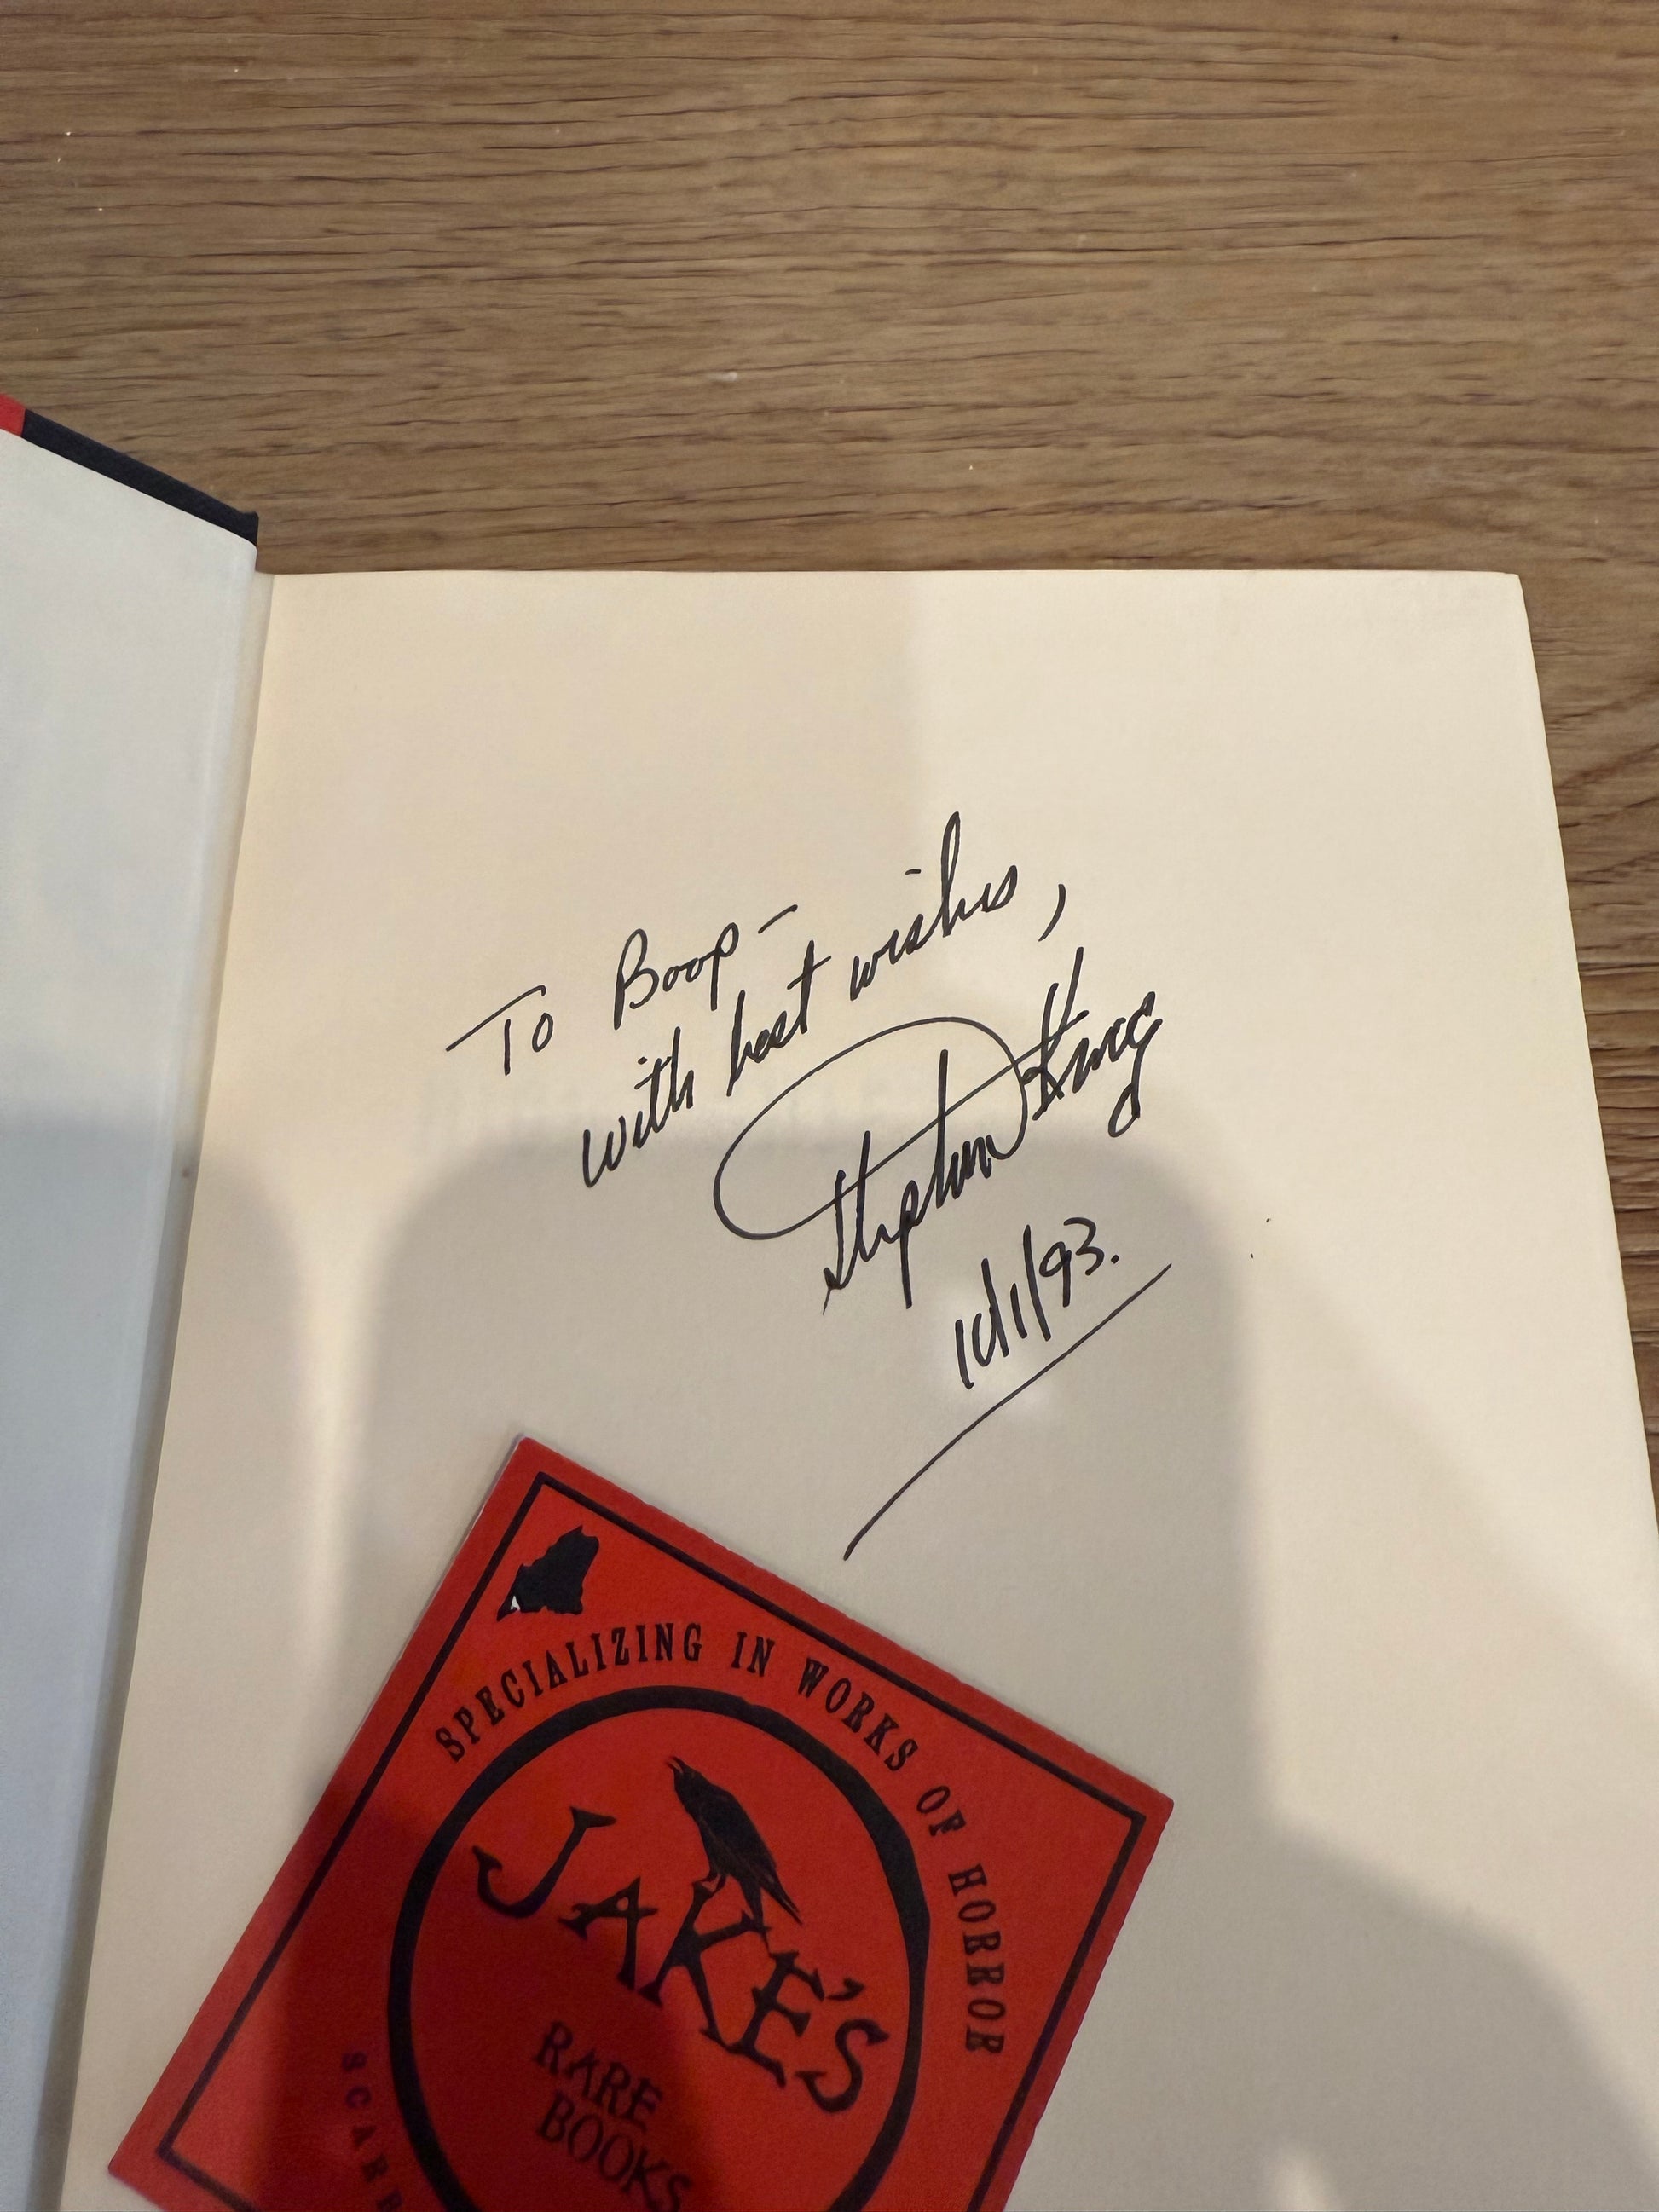 To Boop -
with best wishes,
Stephen King
10/1/93.
SPECIALIZING IN WORKS OF HORROR
JAKE'S
RARE
BOOKS